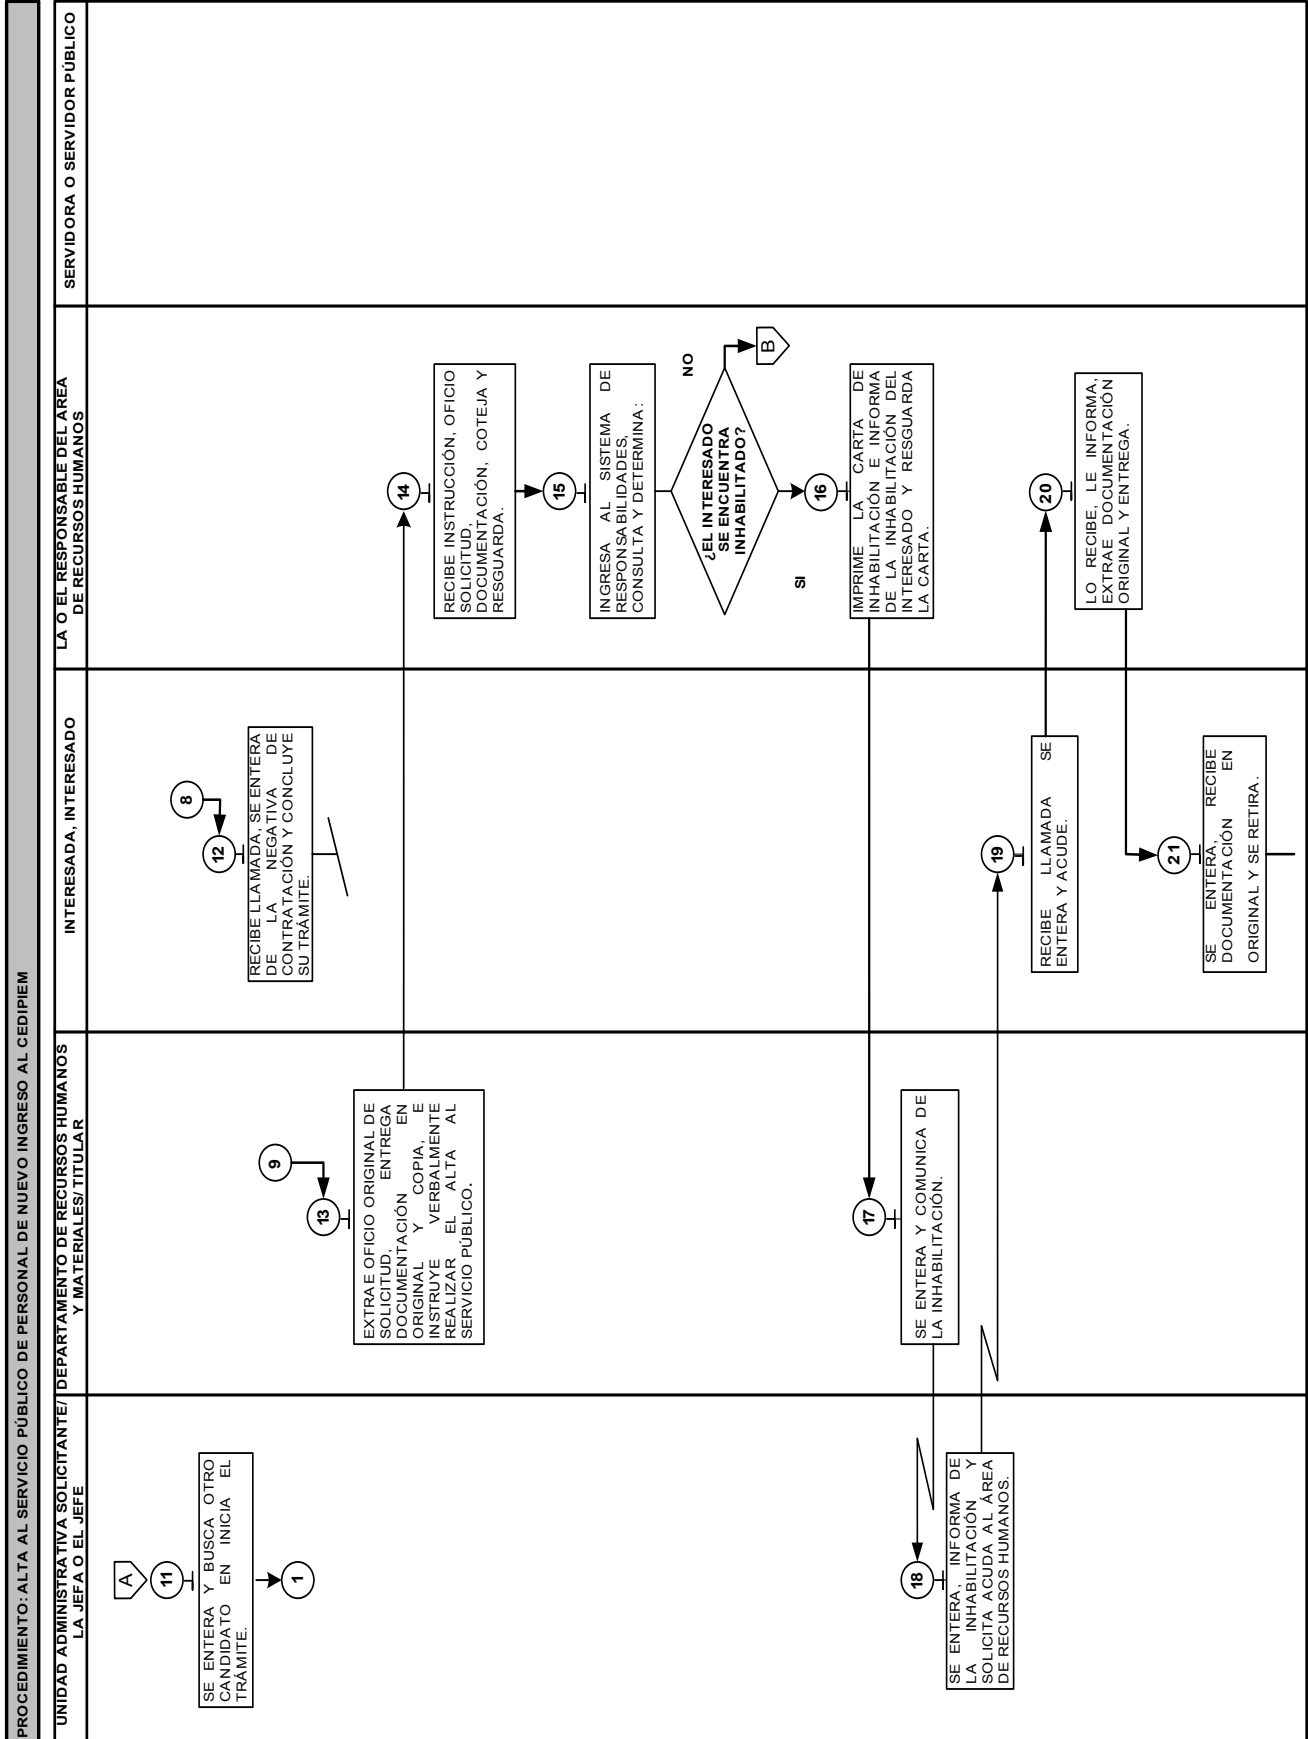 PROCEDIMIENTO: ALTA AL SERVICIO PÚBLICO DE PERSONAL DE NUEVO INGRESO AL CEDIPIEM
UNIDAD ADMINISTRATIVA SOLICITANTE/
LA JEFA O EL JEFE
DEPARTAMENTO DE RECURSOS HUMANOS
Y MATERIALES/ TITULAR
INTERESADA, INTERESADO
LA O EL RESPONSABLE DEL AREA
DE RECURSOS HUMANOS
SERVIDORA O SERVIDOR PÚBLICO
A
11
SE ENTERA Y BUSCA OTRO
CANDIDATO EN INICIA EL
TRÁMITE.
1
8
12
RECIBE LLAMADA, SE ENTERA
DE LA NEGATIVA DE
CONTRATACIÓN Y CONCLUYE
SU TRÁMITE.
9
13
EXTRAE OFICIO ORIGINAL DE
SOLICITUD, ENTREGA
DOCUMENTACIÓN EN
ORIGINAL Y COPIA, E
INSTRUYE VERBALMENTE
REALIZAR EL ALTA AL
SERVICIO PÚBLICO.
14
RECIBE INSTRUCCIÓN, OFICIO
SOLICITUD,
DOCUMENTACIÓN, COTEJA Y
RESGUARDA.
15
INGRESA AL SISTEMA DE
RESPONSABILIDADES,
CONSULTA Y DETERMINA:
¿EL INTERESADO
SE ENCUENTRA
INHABILITADO?
NO
B
SI
16
IMPRIME LA CARTA DE
INHABILITACIÓN E INFORMA
DE LA INHABILITACIÓN DEL
INTERESADO Y RESGUARDA
LA CARTA.
17
SE ENTERA Y COMUNICA DE
LA INHABILITACIÓN.
18
SE ENTERA, INFORMA DE
LA INHABILITACIÓN Y
SOLICITA ACUDA AL ÁREA
DE RECURSOS HUMANOS.
19
RECIBE LLAMADA SE
ENTERA Y ACUDE.
20
LO RECIBE, LE INFORMA,
EXTRAE DOCUMENTACIÓN
ORIGINAL Y ENTREGA.
21
SE ENTERA, RECIBE
DOCUMENTACIÓN EN
ORIGINAL Y SE RETIRA.